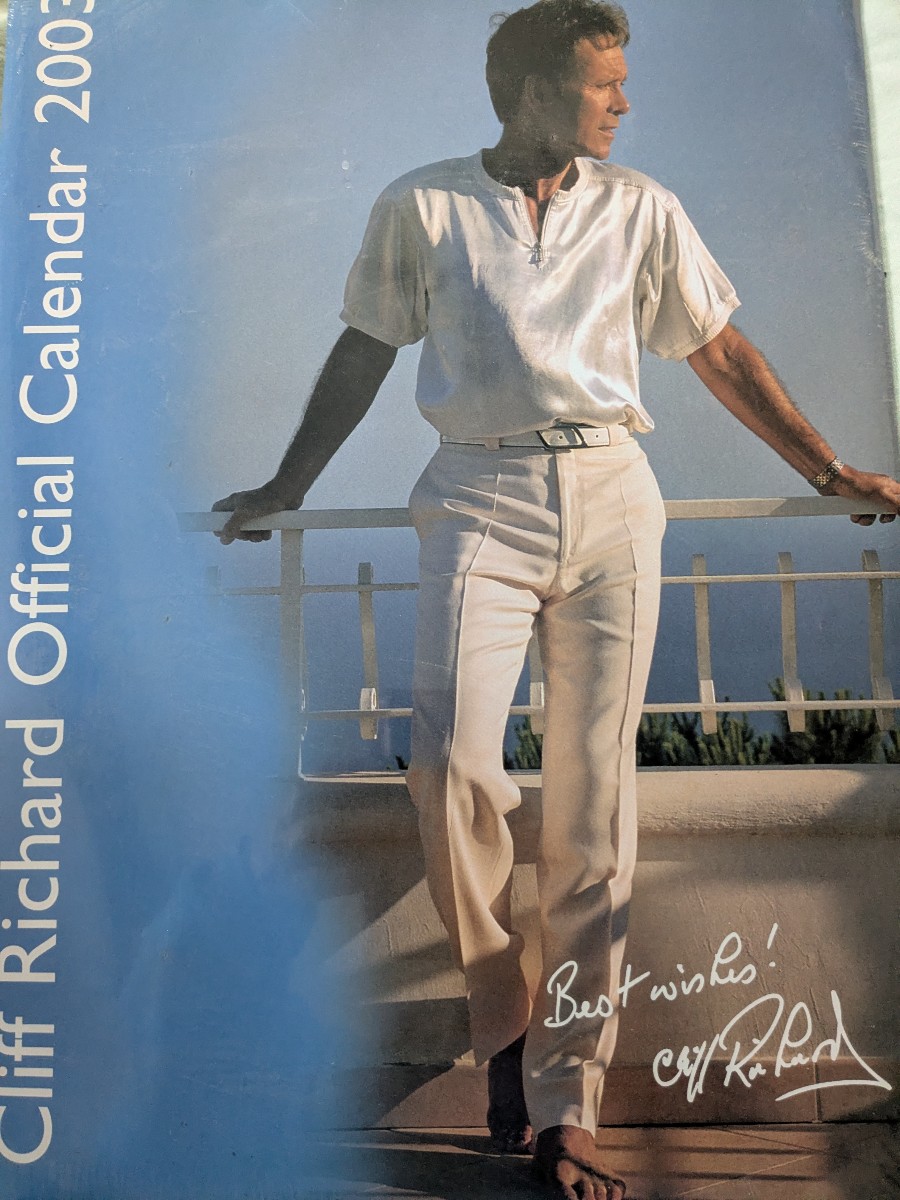 Cliff Richard Official Calendar 2003
Best wishes!
Cliff Richard